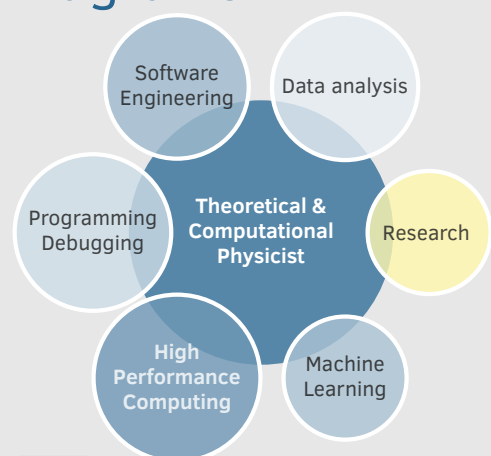 Software
Engineering
Data analysis
Programming
Debugging
Theoretical &
Computational
Physicist
Research
High
Performance
Computing
Machine
Learning